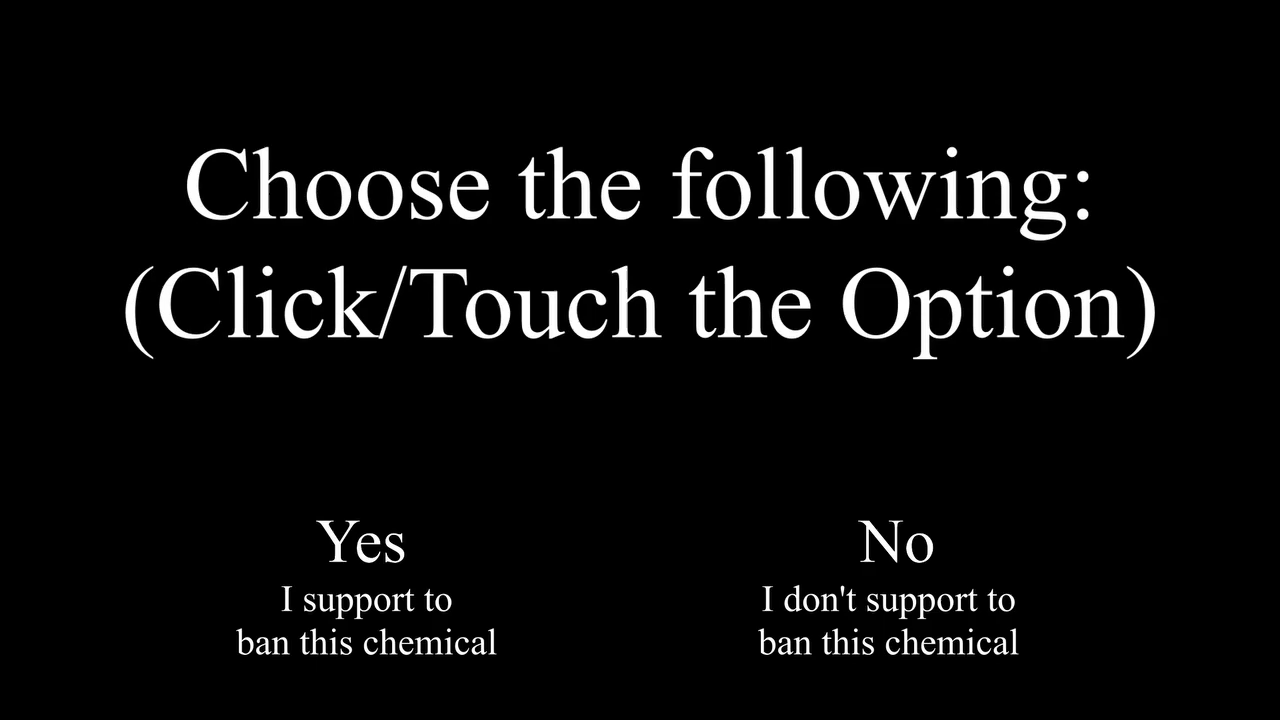 Choose the following:
(Click/Touch the Option)
Yes
I support to
ban this chemical
No
I don't support to
ban this chemical